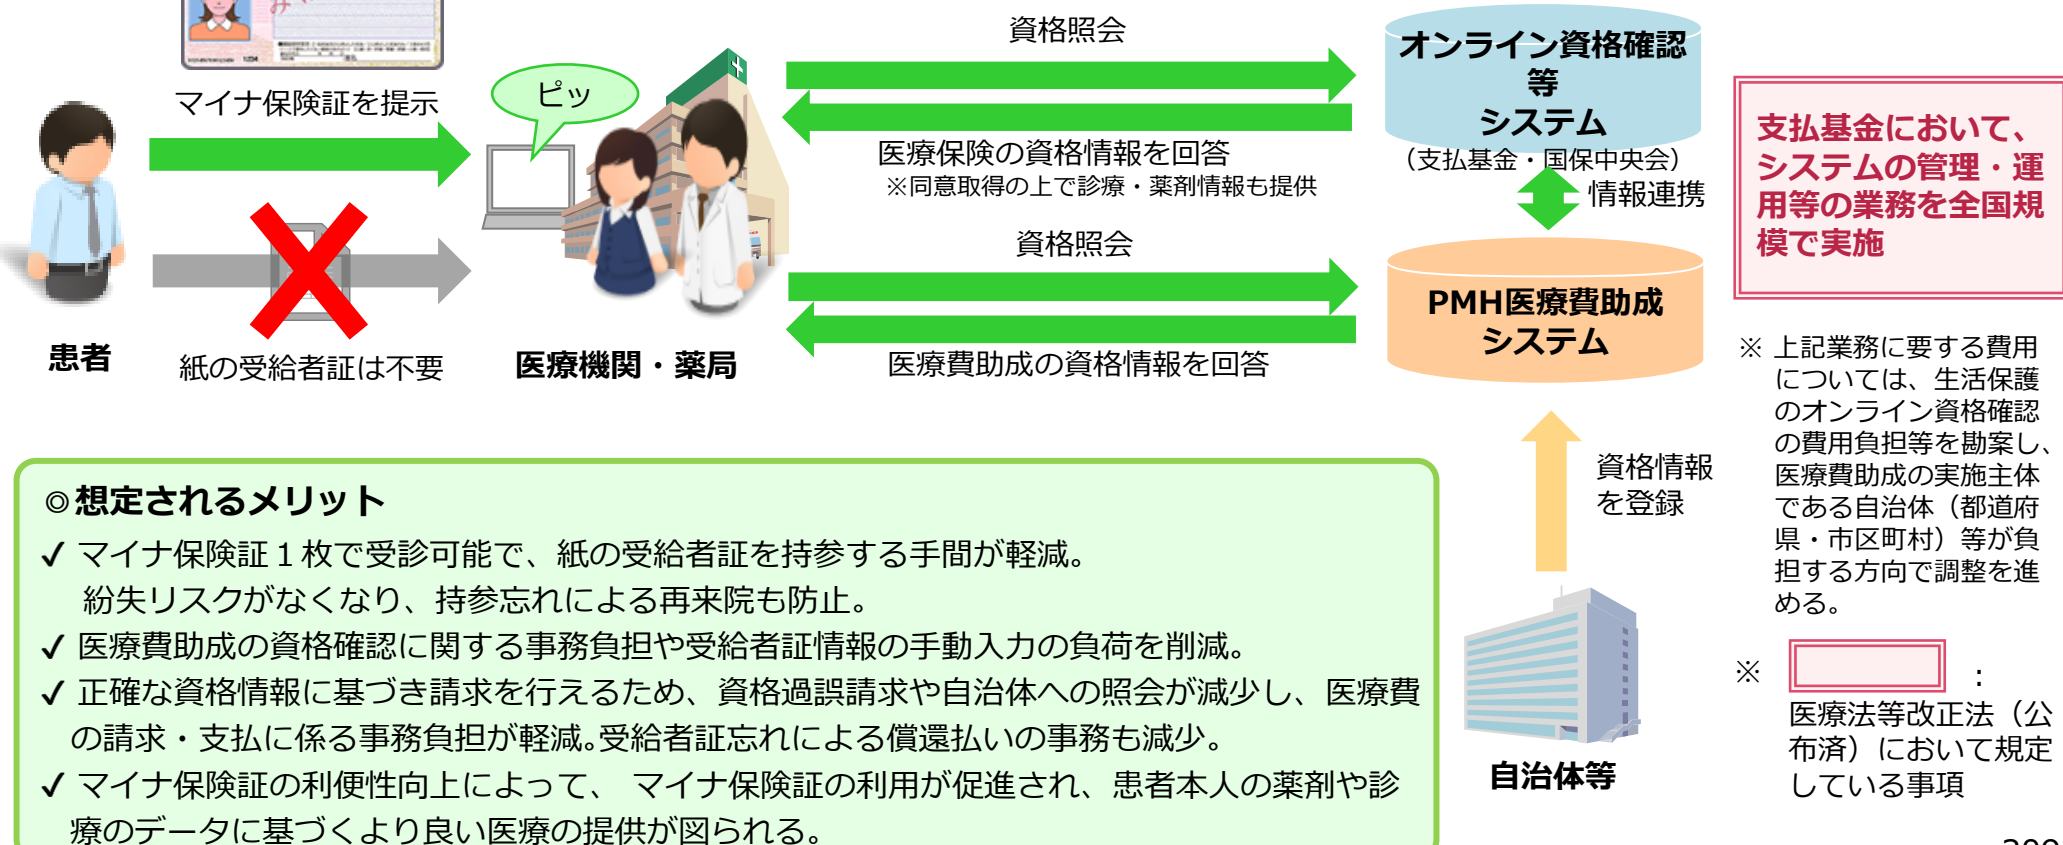 資格照会
オンライン資格確認
等
システム
(支払基金・国保中央会)
マイナ保険証を提示
ピッ
医療保険の資格情報を回答
※同意取得の上で診療・薬剤情報も提供
情報連携
支払基金において、
システムの管理・運
用等の業務を全国規
模で実施
資格照会
PMH医療費助成
システム
患者
紙の受給者証は不要
医療機関・薬局
医療費助成の資格情報を回答
※ 上記業務に要する費用
については、生活保護
のオンライン資格確認
の費用負担等を勘案し、
医療費助成の実施主体
である自治体(都道府
県・市区町村)等が負
担する方向で調整を進
める。
資格情報
を登録
◎想定されるメリット
✓ マイナ保険証1枚で受診可能で、紙の受給者証を持参する手間が軽減。
紛失リスクがなくなり、持参忘れによる再来院も防止。
✓ 医療費助成の資格確認に関する事務負担や受給者証情報の手動入力の負荷を削減。
✓ 正確な資格情報に基づき請求を行えるため、資格過誤請求や自治体への照会が減少し、医療費
の請求・支払に係る事務負担が軽減。受給者証忘れによる償還払いの事務も減少。
✓ マイナ保険証の利便性向上によって、 マイナ保険証の利用が促進され、患者本人の薬剤や診
療のデータに基づくより良い医療の提供が図られる。
自治体等
※ :
医療法等改正法(公
布済)において規定
している事項